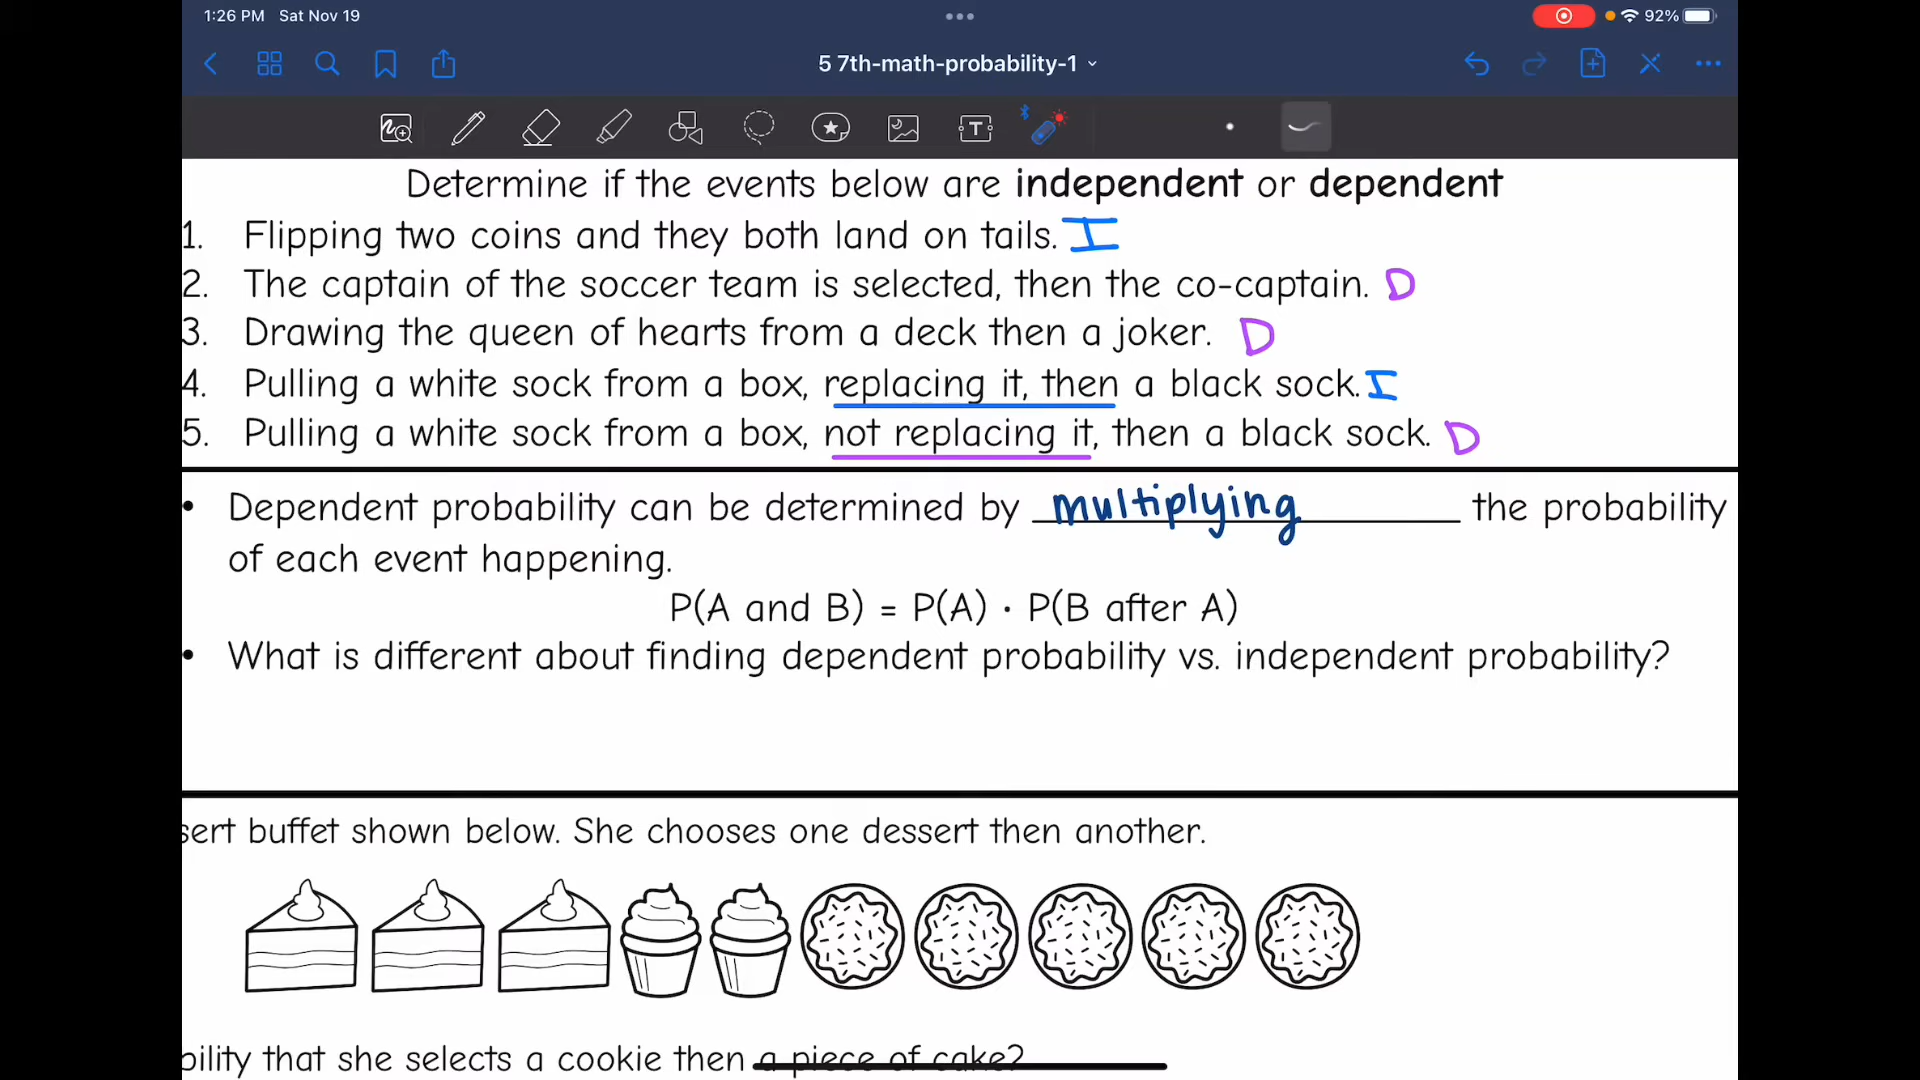 1:26 PM Sat Nov 19
92%
5 7th-math-probability-1
T
Determine if the events below are independent or dependent
1. Flipping two coins and they both land on tails. I
2. The captain of the soccer team is selected, then the co-captain. D
3. Drawing the queen of hearts from a deck then a joker. D
4. Pulling a white sock from a box, replacing it, then a black sock. I
5. Pulling a white sock from a box, not replacing it, then a black sock. D
• Dependent probability can be determined by multiplying the probability
of each event happening.
P(A and B) = P(A) · P(B after A)
• What is different about finding dependent probability vs. independent probability?
sert buffet shown below. She chooses one dessert then another.
bility that she selects a cookie then a piece of cake?